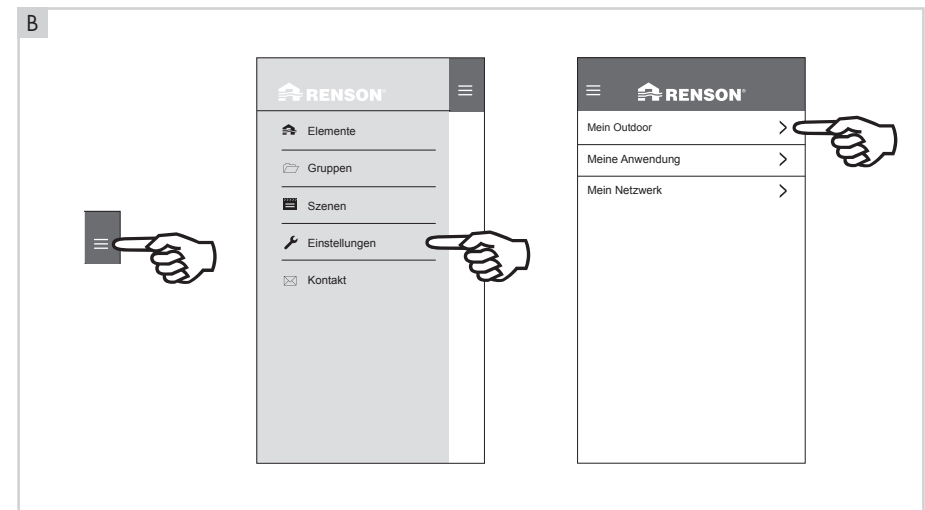 B
RENSON®
Elemente
Gruppen
Szenen
Einstellungen
Kontakt
RENSON®
Mein Outdoor
Meine Anwendung
Mein Netzwerk